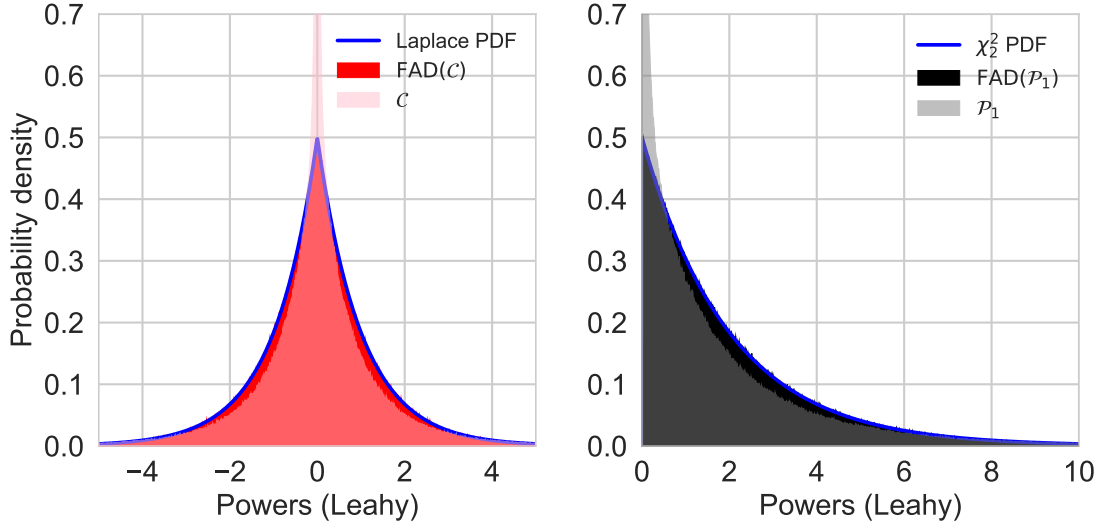 Probability density
0.7
0.6
0.5
0.4
0.3
0.2
0.1
0.0
Laplace PDF
FAD(𝒞)
𝒞
−4 −2 0 2 4
Powers (Leahy)
0.7
0.6
0.5
0.4
0.3
0.2
0.1
0.0
χ₂² PDF
FAD(𝒫₁)
𝒫₁
0 2 4 6 8 10
Powers (Leahy)